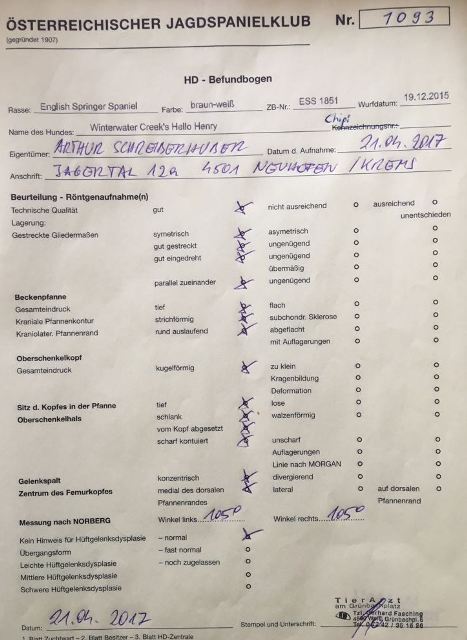 ÖSTERREICHISCHER JAGDSPANIELKLUB Nr. 1093
(gegründet 1907)
HD - Befundbogen
Rasse: English Springer Spaniel Farbe: braun-weiß ZB-Nr.: ESS 1851 Wurfdatum: 19.12.2015
Name des Hundes: Winterwater Creek's Hello Henry Chip! Kennzeichnungsnr.:
Eigentümer: ARTHUR SCHREIBERHUBER Datum d. Aufnahme: 21.04.2017
Anschrift: JAGERTAL 12a 4501 NEUHOFEN / KREMS
Beurteilung - Röntgenaufnahme(n)
Technische Qualität gut nicht ausreichend o ausreichend o
Lagerung: unentschieden
Gestreckte Gliedermaßen symetrisch asymetrisch o o
gut gestreckt ungenügend o o
gut eingedreht ungenügend o o
übermäßig o o
parallel zueinander ungenügend o o
Beckenpfanne
Gesamteindruck tief flach o o
Kraniale Pfannenkontur strichförmig subchondr. Sklerose o o
Kraniolater. Pfannenrand rund auslaufend abgeflacht o o
mit Auflagerungen o o
Oberschenkelkopf
Gesamteindruck kugelförmig zu klein o o
Kragenbildung o o
Deformation o o
Sitz d. Kopfes in der Pfanne tief lose o o
Oberschenkelhals schlank walzenförmig o o
vom Kopf abgesetzt
scharf kontuiert unscharf o o
Auflagerungen o o
Linie nach MORGAN o o
Gelenkspalt konzentrisch divergierend o o
Zentrum des Femurkopfes medial des dorsalen lateral o auf dorsalen o
Pfannenrandes Pfannenrand
Messung nach NORBERG Winkel links 105° Winkel rechts 105°
Kein Hinweis für Hüftgelenksdysplasie – normal
Übergangsform – fast normal o
Leichte Hüftgelenksdysplasie – noch zugelassen o
Mittlere Hüftgelenksdysplasie o
Schwere Hüftgelenksdysplasie o
TierArzt
am Grünbachplatz
Tzt. Gerhard Fasching
Datum: 21.04.2017 Stempel und Unterschrift:
1. Blatt Zuchtwart – 2. Blatt Besitzer – 3. Blatt HD-Zentrale